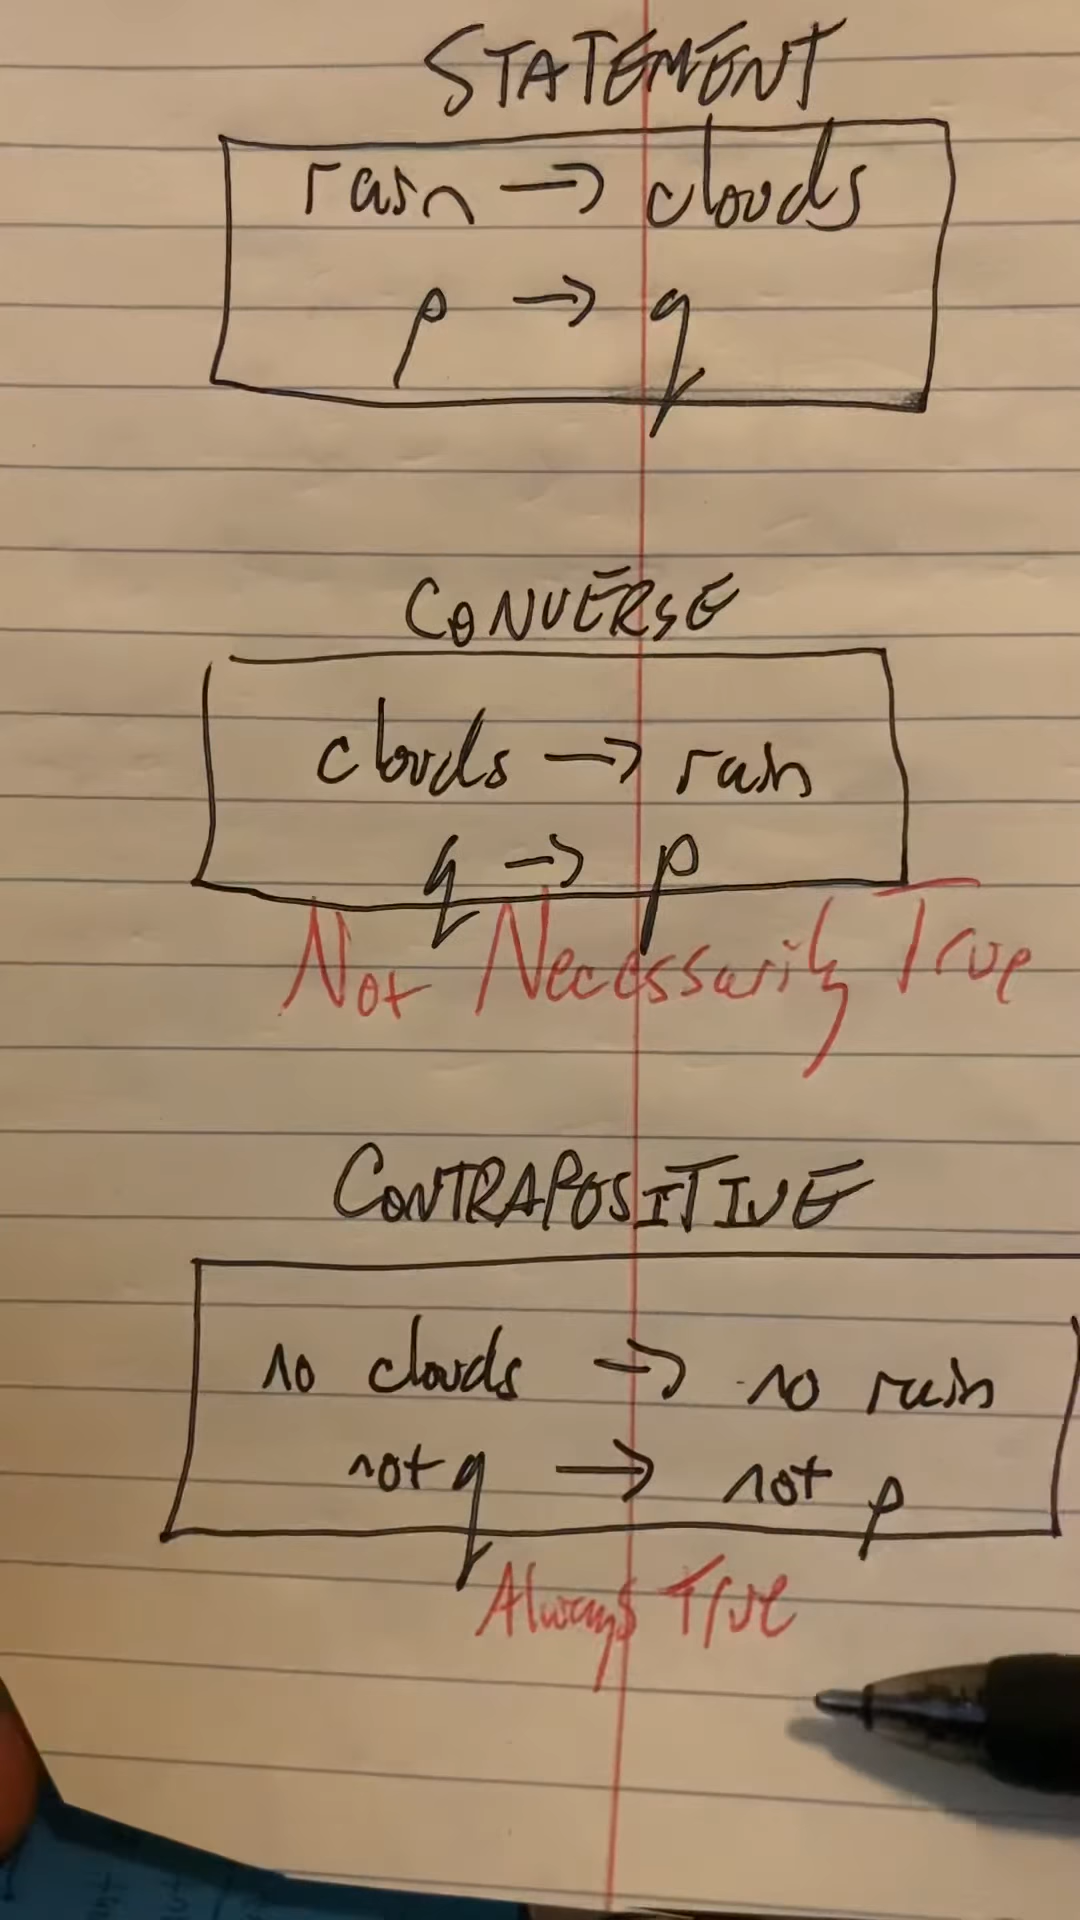 STATEMENT
rain → clouds
p → q
CONVERSE
clouds → rain
q → p
Not Necessarily True
CONTRAPOSITIVE
no clouds → no rain
not q → not p
Always True